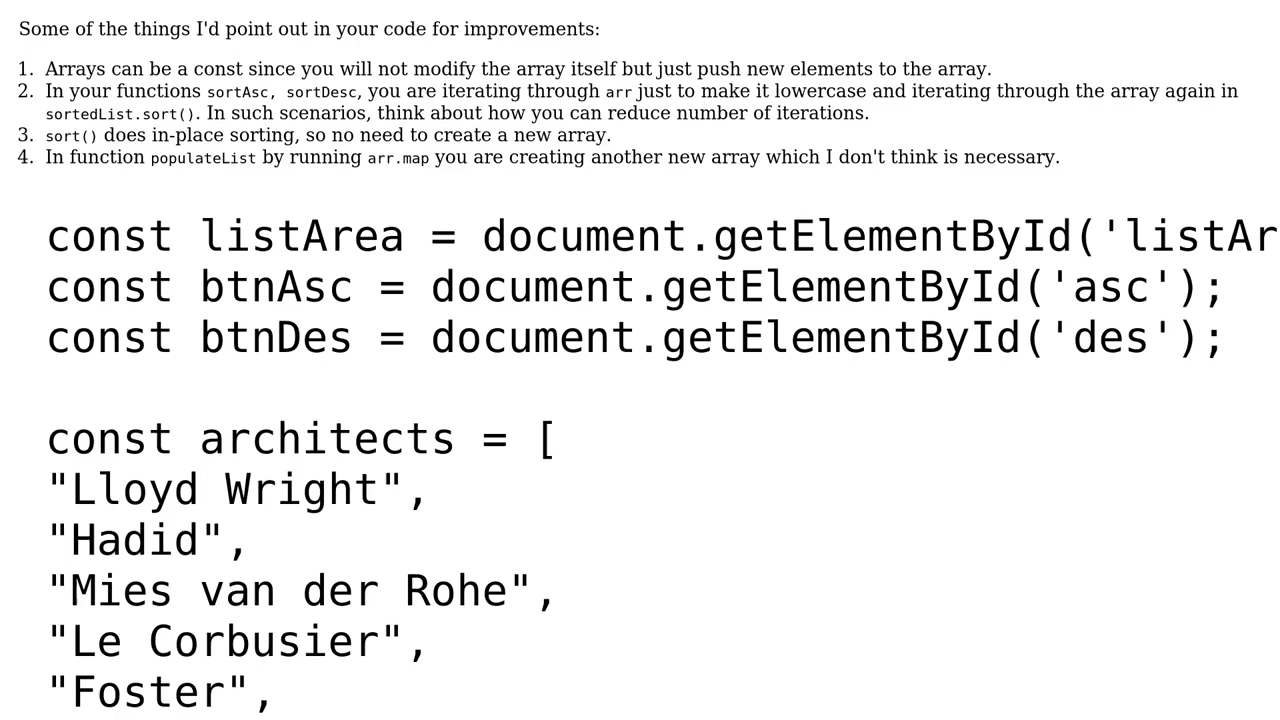 Some of the things I'd point out in your code for improvements:
1. Arrays can be a const since you will not modify the array itself but just push new elements to the array.
2. In your functions sortAsc, sortDesc, you are iterating through arr just to make it lowercase and iterating through the array again in
sortedList.sort(). In such scenarios, think about how you can reduce number of iterations.
3. sort() does in-place sorting, so no need to create a new array.
4. In function populateList by running arr.map you are creating another new array which I don't think is necessary.
const listArea = document.getElementById('listAr
const btnAsc = document.getElementById('asc');
const btnDes = document.getElementById('des');
const architects = [
"Lloyd Wright",
"Hadid",
"Mies van der Rohe",
"Le Corbusier",
"Foster",